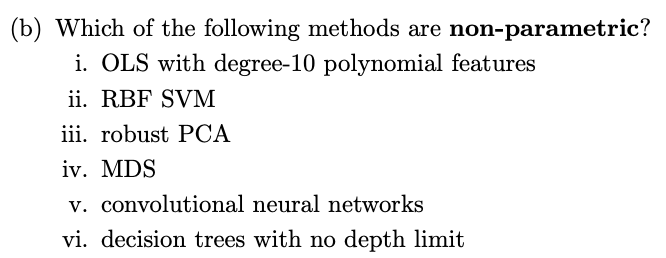 (b) Which of the following methods are non-parametric?
i. OLS with degree-10 polynomial features
ii. RBF SVM
iii. robust PCA
iv. MDS
v. convolutional neural networks
vi. decision trees with no depth limit